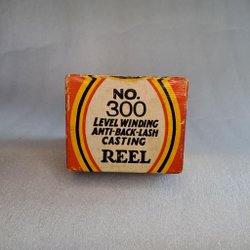 NO.
300
LEVEL WINDING
ANTI-BACK-LASH
CASTING
REEL